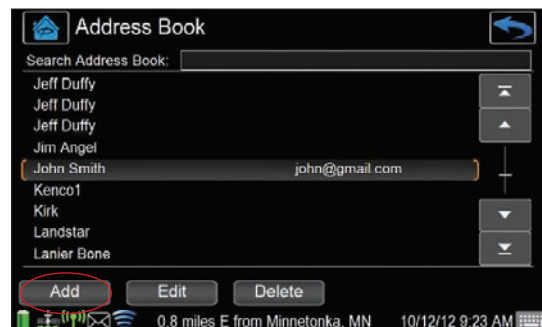 Address Book
Search Address Book:
Jeff Duffy
Jeff Duffy
Jeff Duffy
Jim Angel
John Smith john@gmail.com
Kenco1
Kirk
Landstar
Lanier Bone
Add Edit Delete
0.8 miles E from Minnetonka, MN 10/12/12 9:23 AM